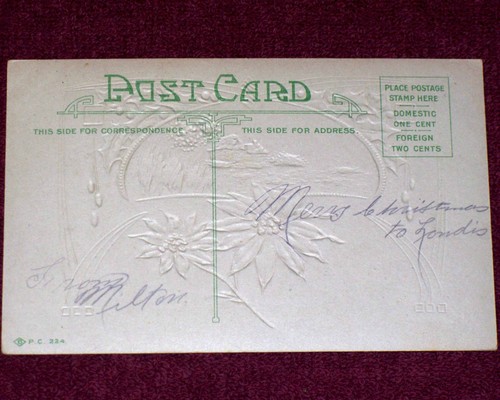 POST CARD
THIS SIDE FOR CORRESPONDENCE
THIS SIDE FOR ADDRESS
PLACE POSTAGE
STAMP HERE
DOMESTIC
ONE CENT
FOREIGN
TWO CENTS
Merry Christmas
to Londis
From
Milton.
P.C. 224